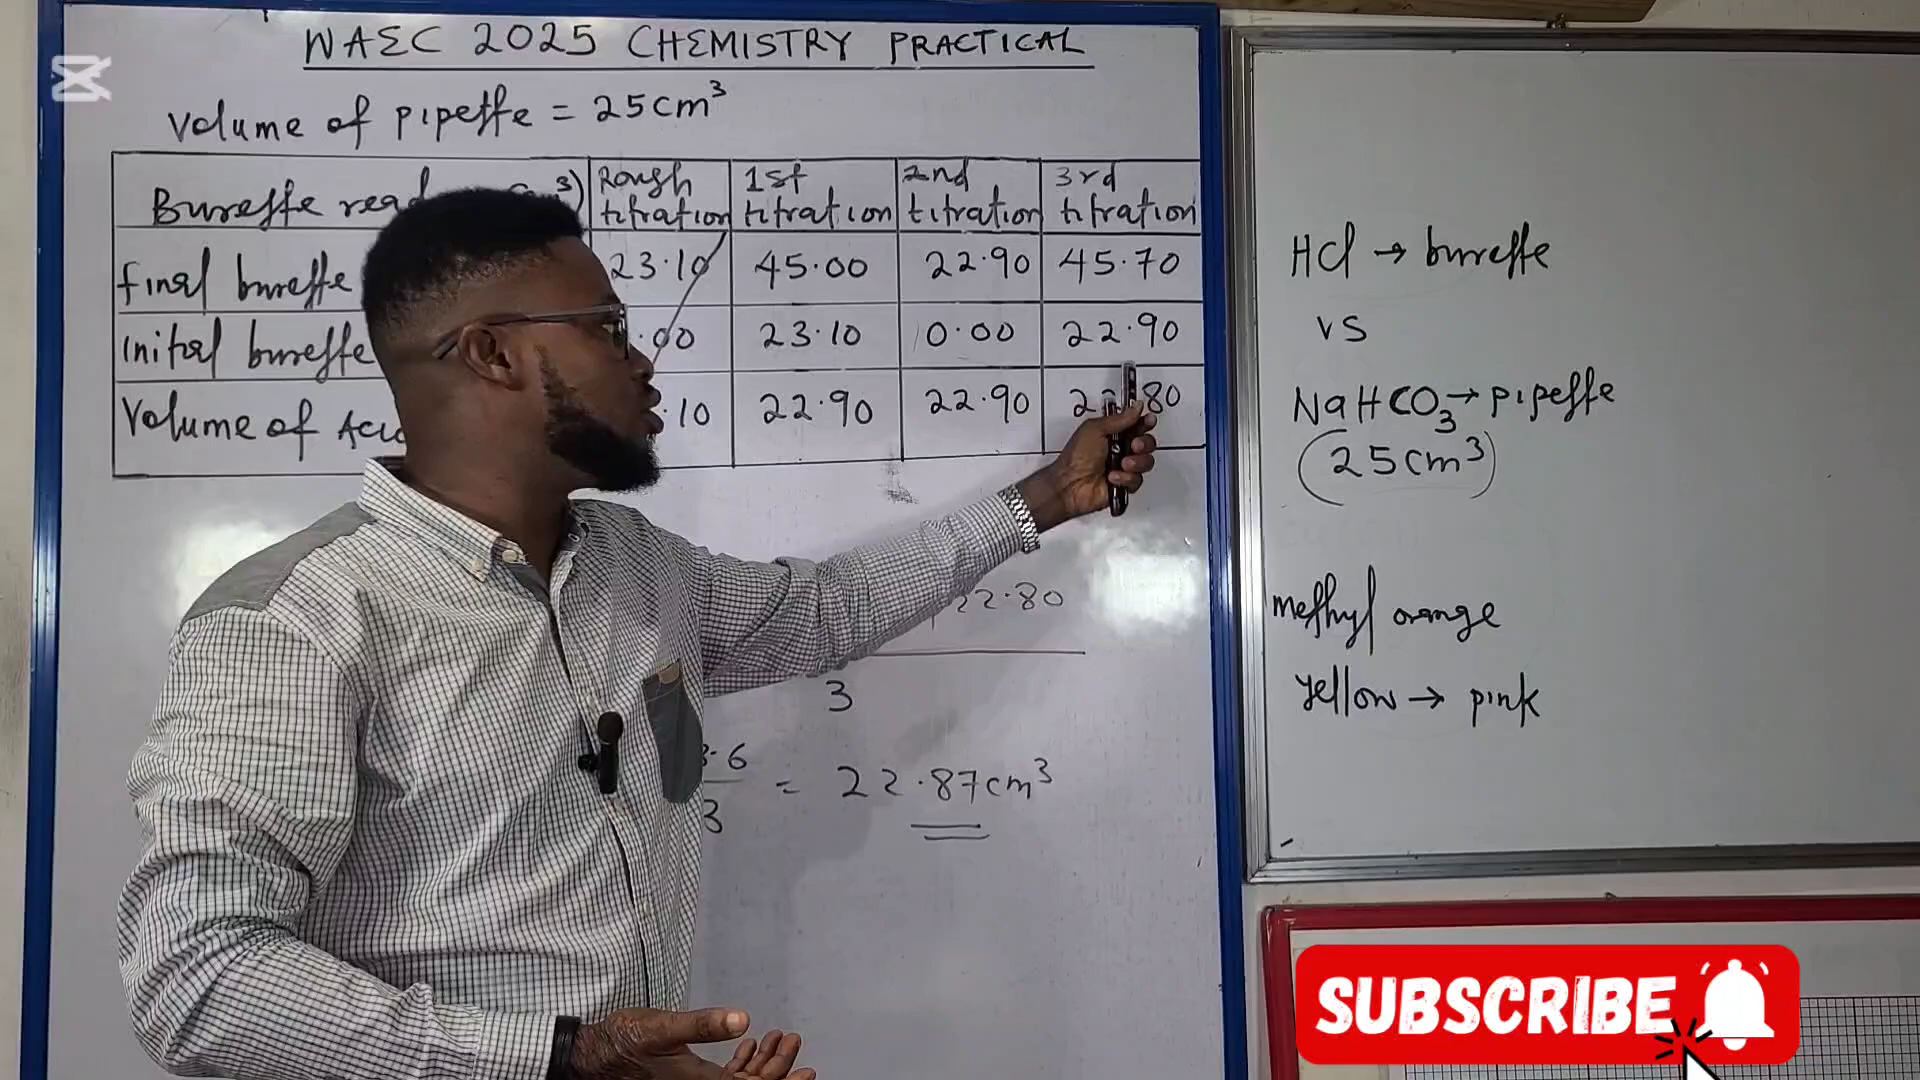 WAEC 2025 CHEMISTRY PRACTICAL
Volume of pipette = 25cm³
Burette Rough titration 1st titration 2nd titration 3rd titration
final burette 23.10 45.00 22.90 45.70
Initial burette .00 23.10 0.00 22.90
Volume of .10 22.90 22.90
22.80
3
= 22.87cm³
3
HCl → burette
vs
NaHCO₃ → pipette
(25cm³)
methyl orange
yellow → pink
SUBSCRIBE